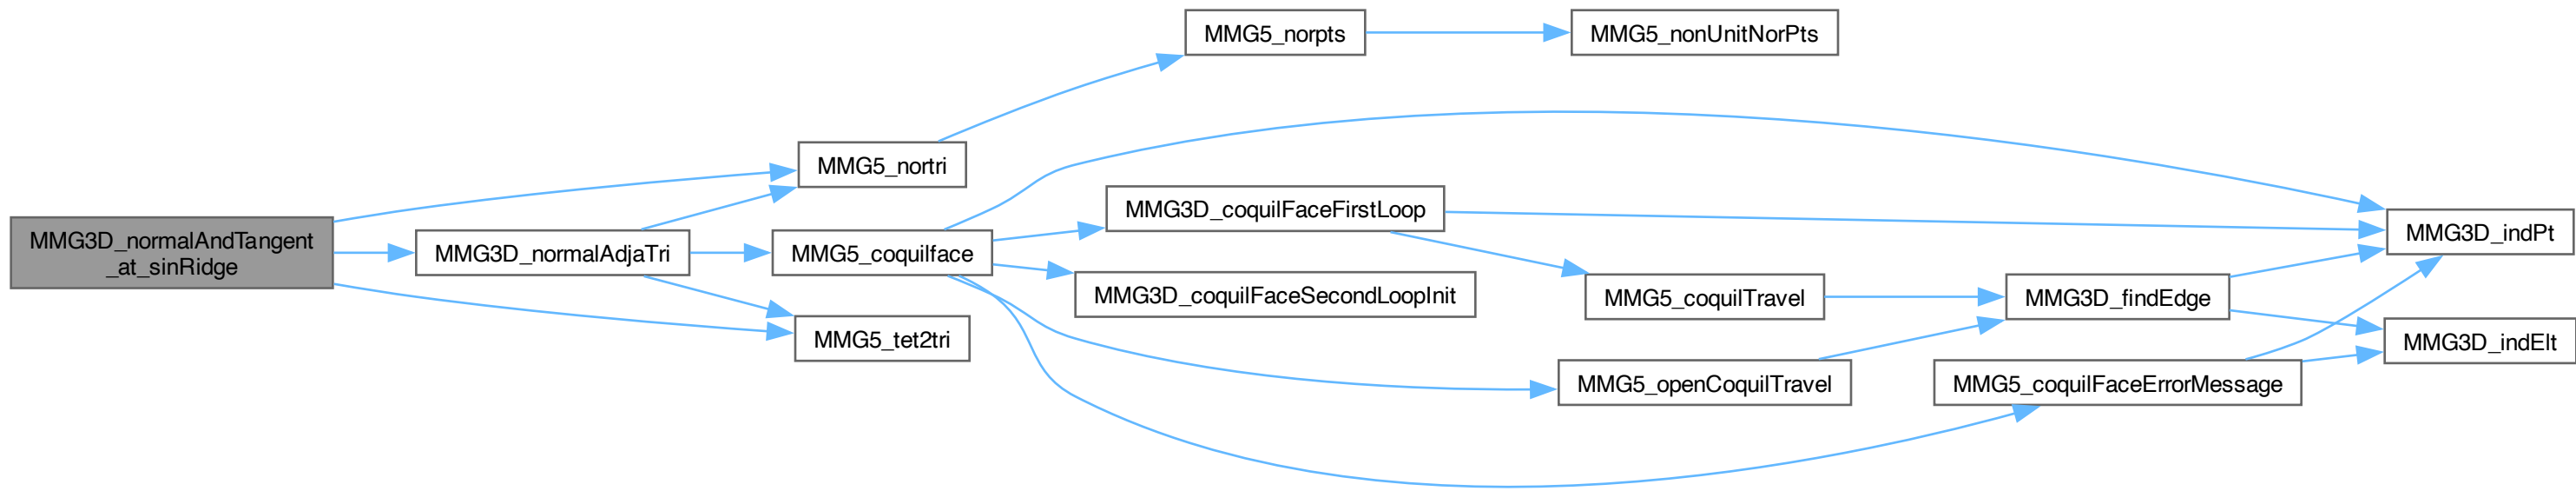 MMG5_norpts
MMG5_nonUnitNorPts
MMG5_nortri
MMG3D_coquilFaceFirstLoop
MMG3D_indPt
MMG3D_normalAndTangent
_at_sinRidge
MMG3D_normalAdjaTri
MMG5_coquilface
MMG3D_coquilFaceSecondLoopInit
MMG5_coquilTravel
MMG3D_findEdge
MMG5_tet2tri
MMG3D_indElt
MMG5_openCoquilTravel
MMG5_coquilFaceErrorMessage